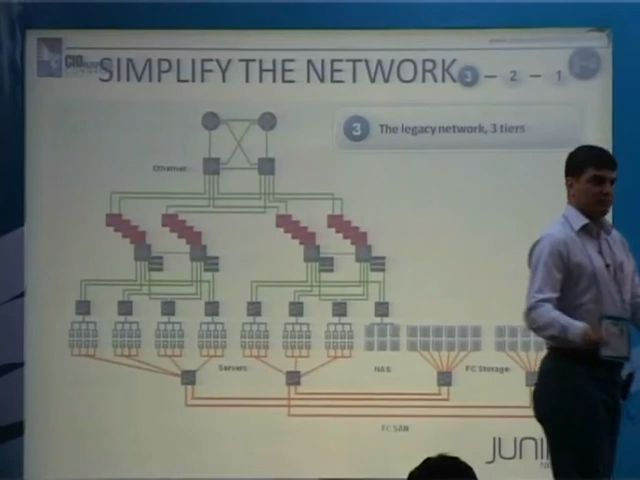 CIO
SIMPLIFY THE NETWORK 3 – 2 – 1
3 The legacy network, 3 tiers
Ethernet
Servers
NAS
FC Storage
FC SAN
JUNI